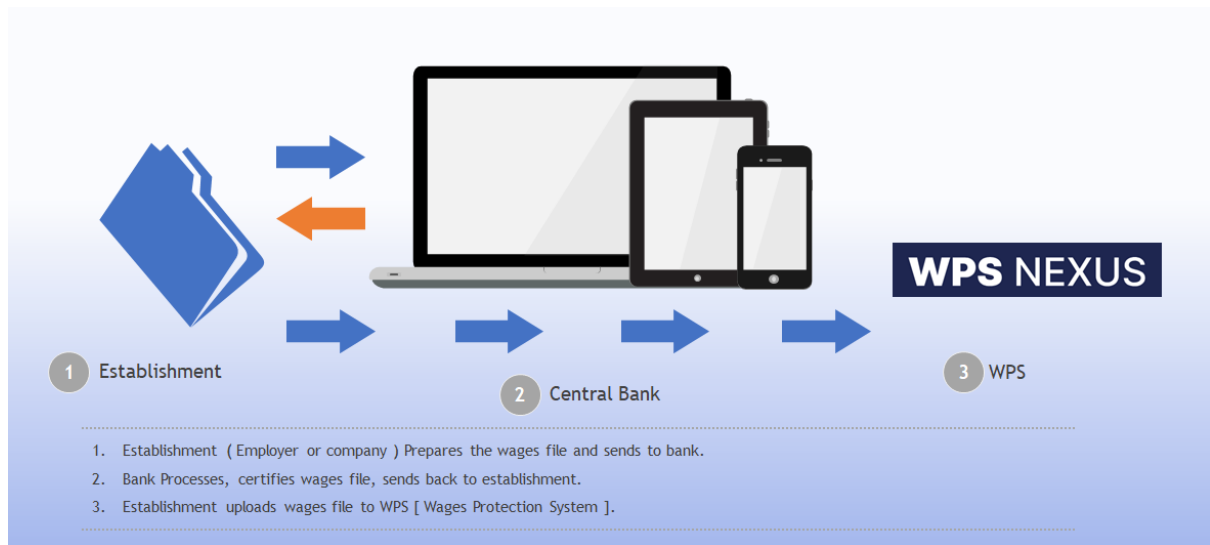 WPS NEXUS
1 Establishment
3 WPS
2 Central Bank
1. Establishment ( Employer or company ) Prepares the wages file and sends to bank.
2. Bank Processes, certifies wages file, sends back to establishment.
3. Establishment uploads wages file to WPS [ Wages Protection System ].